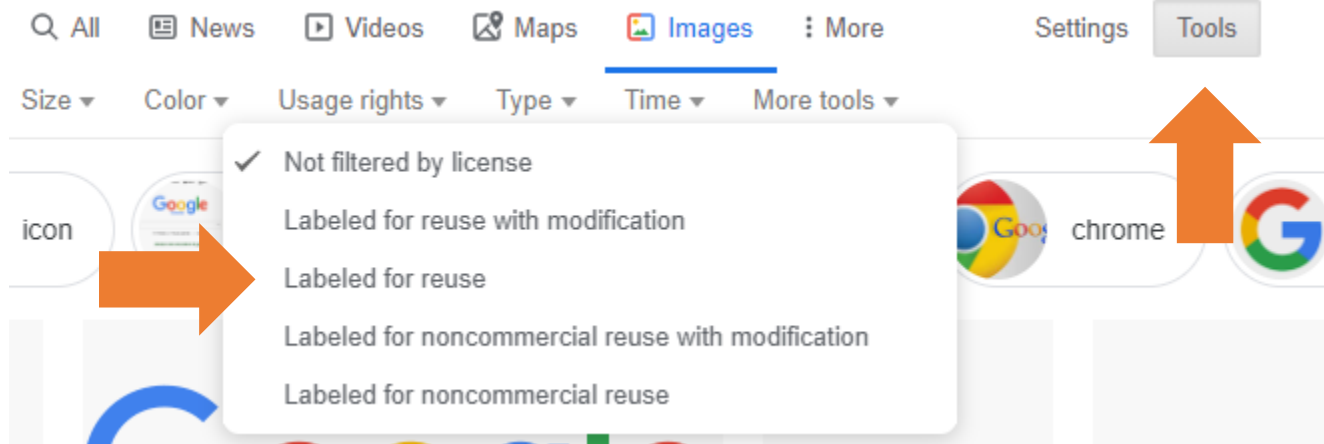 All News Videos Maps Images More Settings Tools
Size Color Usage rights Type Time More tools
Not filtered by license
Labeled for reuse with modification
Labeled for reuse
Labeled for noncommercial reuse with modification
Labeled for noncommercial reuse
icon
Google
Goog
chrome